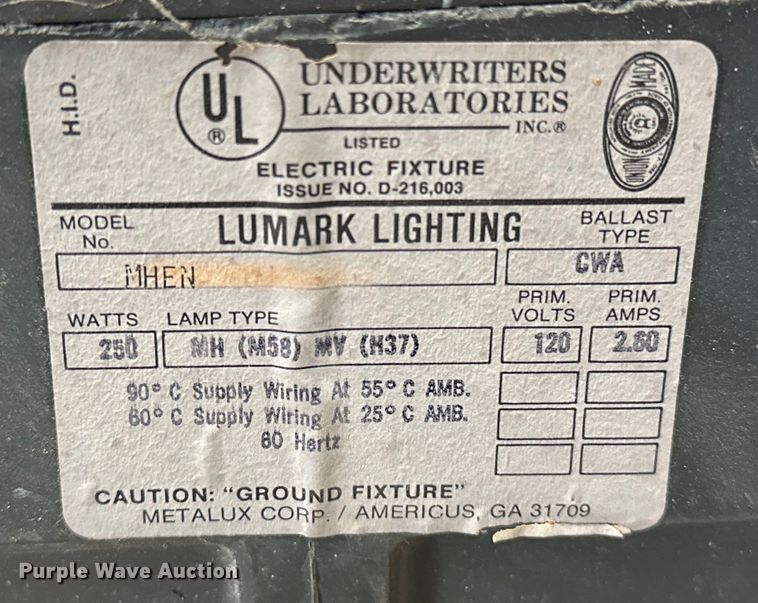 H.I.D.
UL
®
UNDERWRITERS
LABORATORIES
INC.®
LISTED
ELECTRIC FIXTURE
ISSUE NO. D-216,003
UNION MADE
MODEL
No.
LUMARK LIGHTING
BALLAST
TYPE
MHEN
CWA
WATTS
LAMP TYPE
PRIM.
VOLTS
PRIM.
AMPS
250
MH (M58) MV (H37)
120
2.60
90° C Supply Wiring At 55° C AMB.
60° C Supply Wiring At 25° C AMB.
60 Hertz
CAUTION: "GROUND FIXTURE"
METALUX CORP. / AMERICUS, GA 31709
Purple Wave Auction